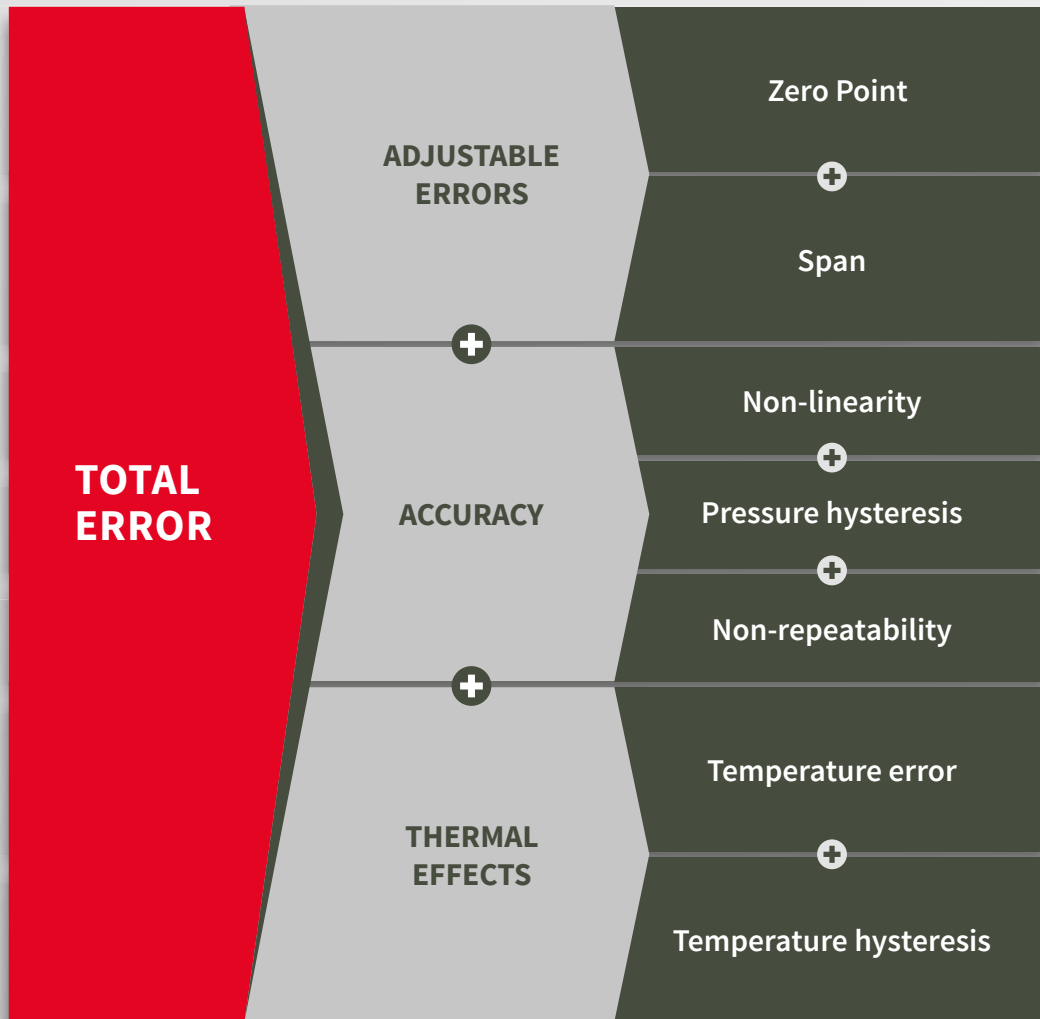 TOTAL
ERROR
ADJUSTABLE
ERRORS
ACCURACY
THERMAL
EFFECTS
Zero Point
Span
Non-linearity
Pressure hysteresis
Non-repeatability
Temperature error
Temperature hysteresis